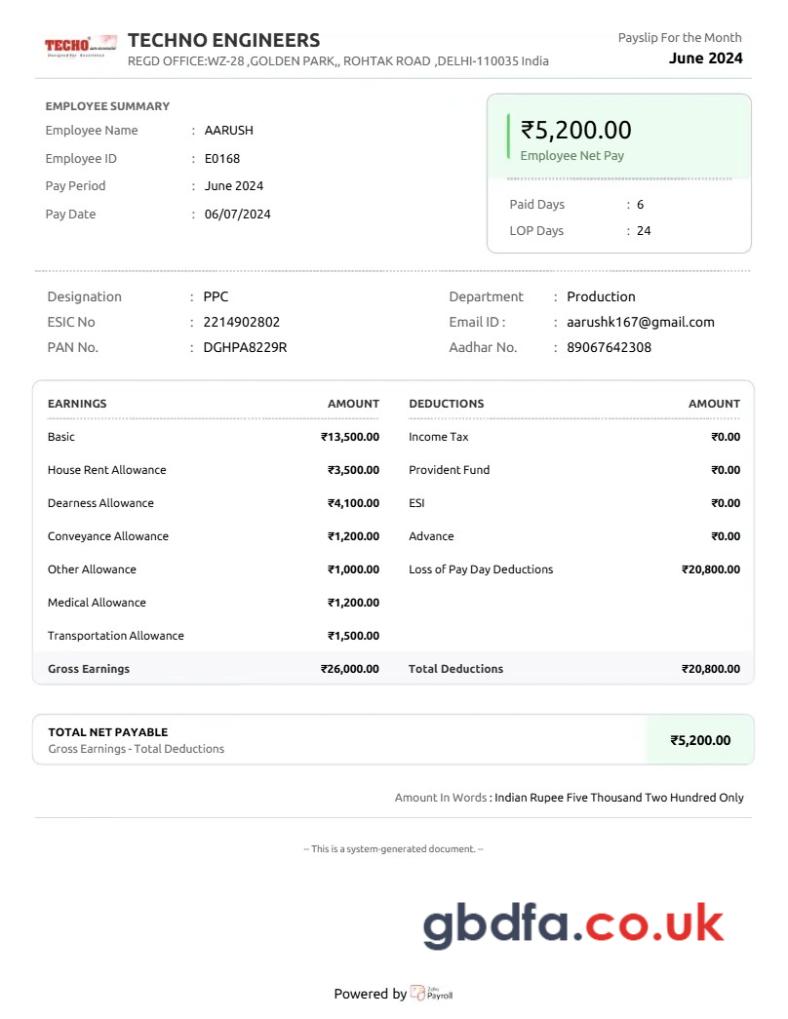 TECHO
TECHNO ENGINEERS
REGD OFFICE:WZ-28 ,GOLDEN PARK,, ROHTAK ROAD ,DELHI-110035 India
Payslip For the Month
June 2024
EMPLOYEE SUMMARY
Employee Name : AARUSH
Employee ID : E0168
Pay Period : June 2024
Pay Date : 06/07/2024
₹5,200.00
Employee Net Pay
Paid Days : 6
LOP Days : 24
Designation : PPC
ESIC No : 2214902802
PAN No. : DGHPA8229R
Department : Production
Email ID : : aarushk167@gmail.com
Aadhar No. : 89067642308
EARNINGS AMOUNT DEDUCTIONS AMOUNT
Basic ₹13,500.00 Income Tax ₹0.00
House Rent Allowance ₹3,500.00 Provident Fund ₹0.00
Dearness Allowance ₹4,100.00 ESI ₹0.00
Conveyance Allowance ₹1,200.00 Advance ₹0.00
Other Allowance ₹1,000.00 Loss of Pay Day Deductions ₹20,800.00
Medical Allowance ₹1,200.00
Transportation Allowance ₹1,500.00
Gross Earnings ₹26,000.00 Total Deductions ₹20,800.00
TOTAL NET PAYABLE
Gross Earnings - Total Deductions
₹5,200.00
Amount In Words : Indian Rupee Five Thousand Two Hundred Only
-- This is a system-generated document. --
gbdfa.co.uk
Powered by Zoho Payroll